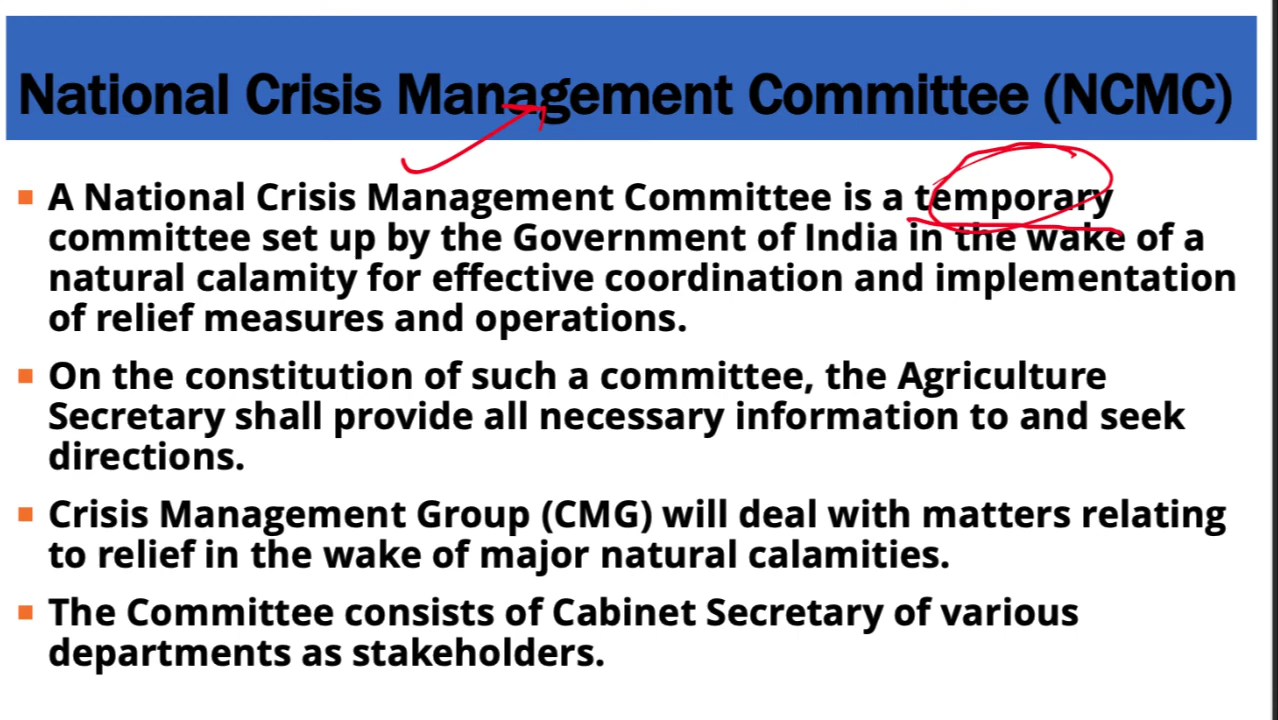 National Crisis Management Committee (NCMC)
A National Crisis Management Committee is a temporary
committee set up by the Government of India in the wake of a
natural calamity for effective coordination and implementation
of relief measures and operations.
On the constitution of such a committee, the Agriculture
Secretary shall provide all necessary information to and seek
directions.
Crisis Management Group (CMG) will deal with matters relating
to relief in the wake of major natural calamities.
The Committee consists of Cabinet Secretary of various
departments as stakeholders.